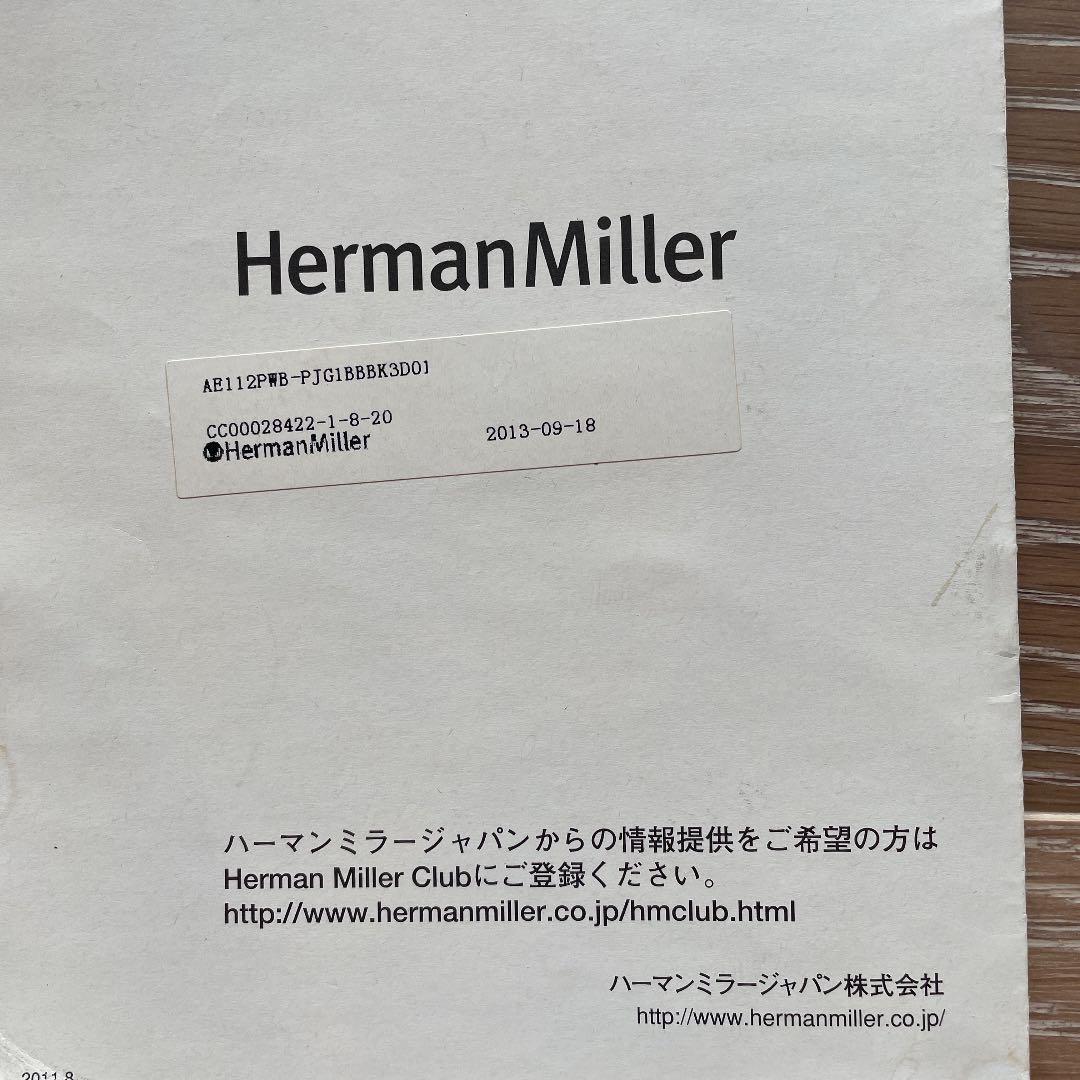 HermanMiller
AE112PWB-PJG1BBBK3D01
CC00028422-1-8-20
HermanMiller 2013-09-18
ハーマンミラージャパンからの情報提供をご希望の方は
Herman Miller Clubにご登録ください。
http://www.hermanmiller.co.jp/hmclub.html
ハーマンミラージャパン株式会社
http://www.hermanmiller.co.jp/
2011.8